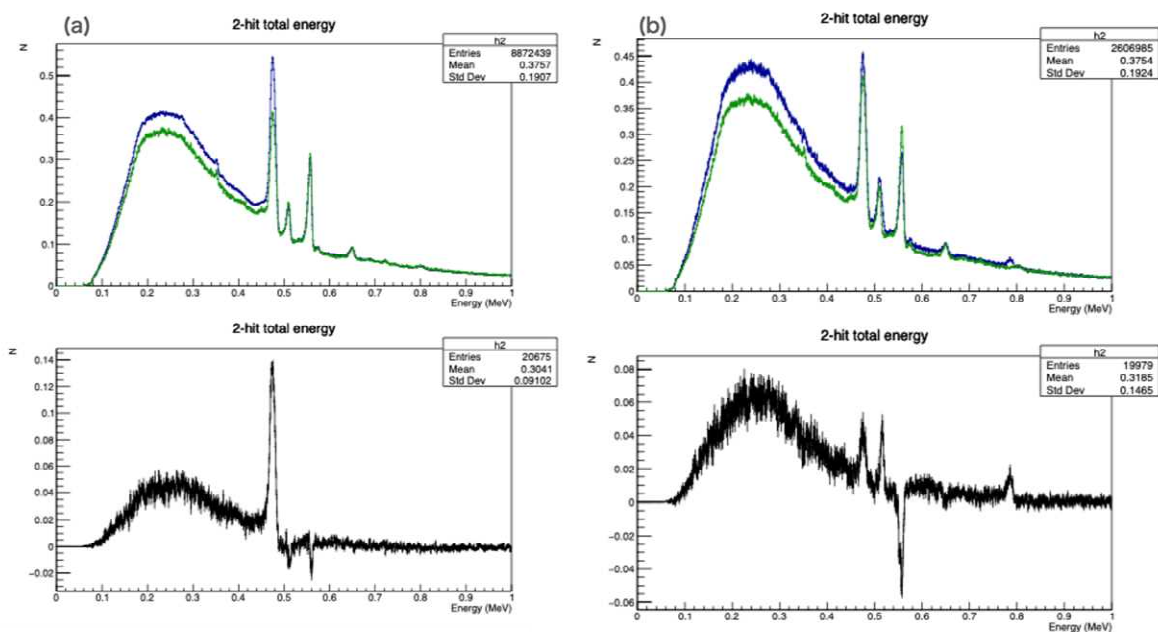 (a)
2-hit total energy
N
h2
Entries 8872439
Mean 0.3757
Std Dev 0.1907
0.5
0.4
0.3
0.2
0.1
0
0 0.1 0.2 0.3 0.4 0.5 0.6 0.7 0.8 0.9 1
Energy (MeV)
(b)
2-hit total energy
N
h2
Entries 2606985
Mean 0.3754
Std Dev 0.1924
0.45
0.4
0.35
0.3
0.25
0.2
0.15
0.1
0.05
0
0 0.1 0.2 0.3 0.4 0.5 0.6 0.7 0.8 0.9 1
Energy (MeV)
2-hit total energy
N
h2
Entries 20675
Mean 0.3041
Std Dev 0.09102
0.14
0.12
0.1
0.08
0.06
0.04
0.02
0
−0.02
0 0.1 0.2 0.3 0.4 0.5 0.6 0.7 0.8 0.9 1
Energy (MeV)
2-hit total energy
N
h2
Entries 19979
Mean 0.3185
Std Dev 0.1465
0.08
0.06
0.04
0.02
0
−0.02
−0.04
−0.06
0 0.1 0.2 0.3 0.4 0.5 0.6 0.7 0.8 0.9 1
Energy (MeV)